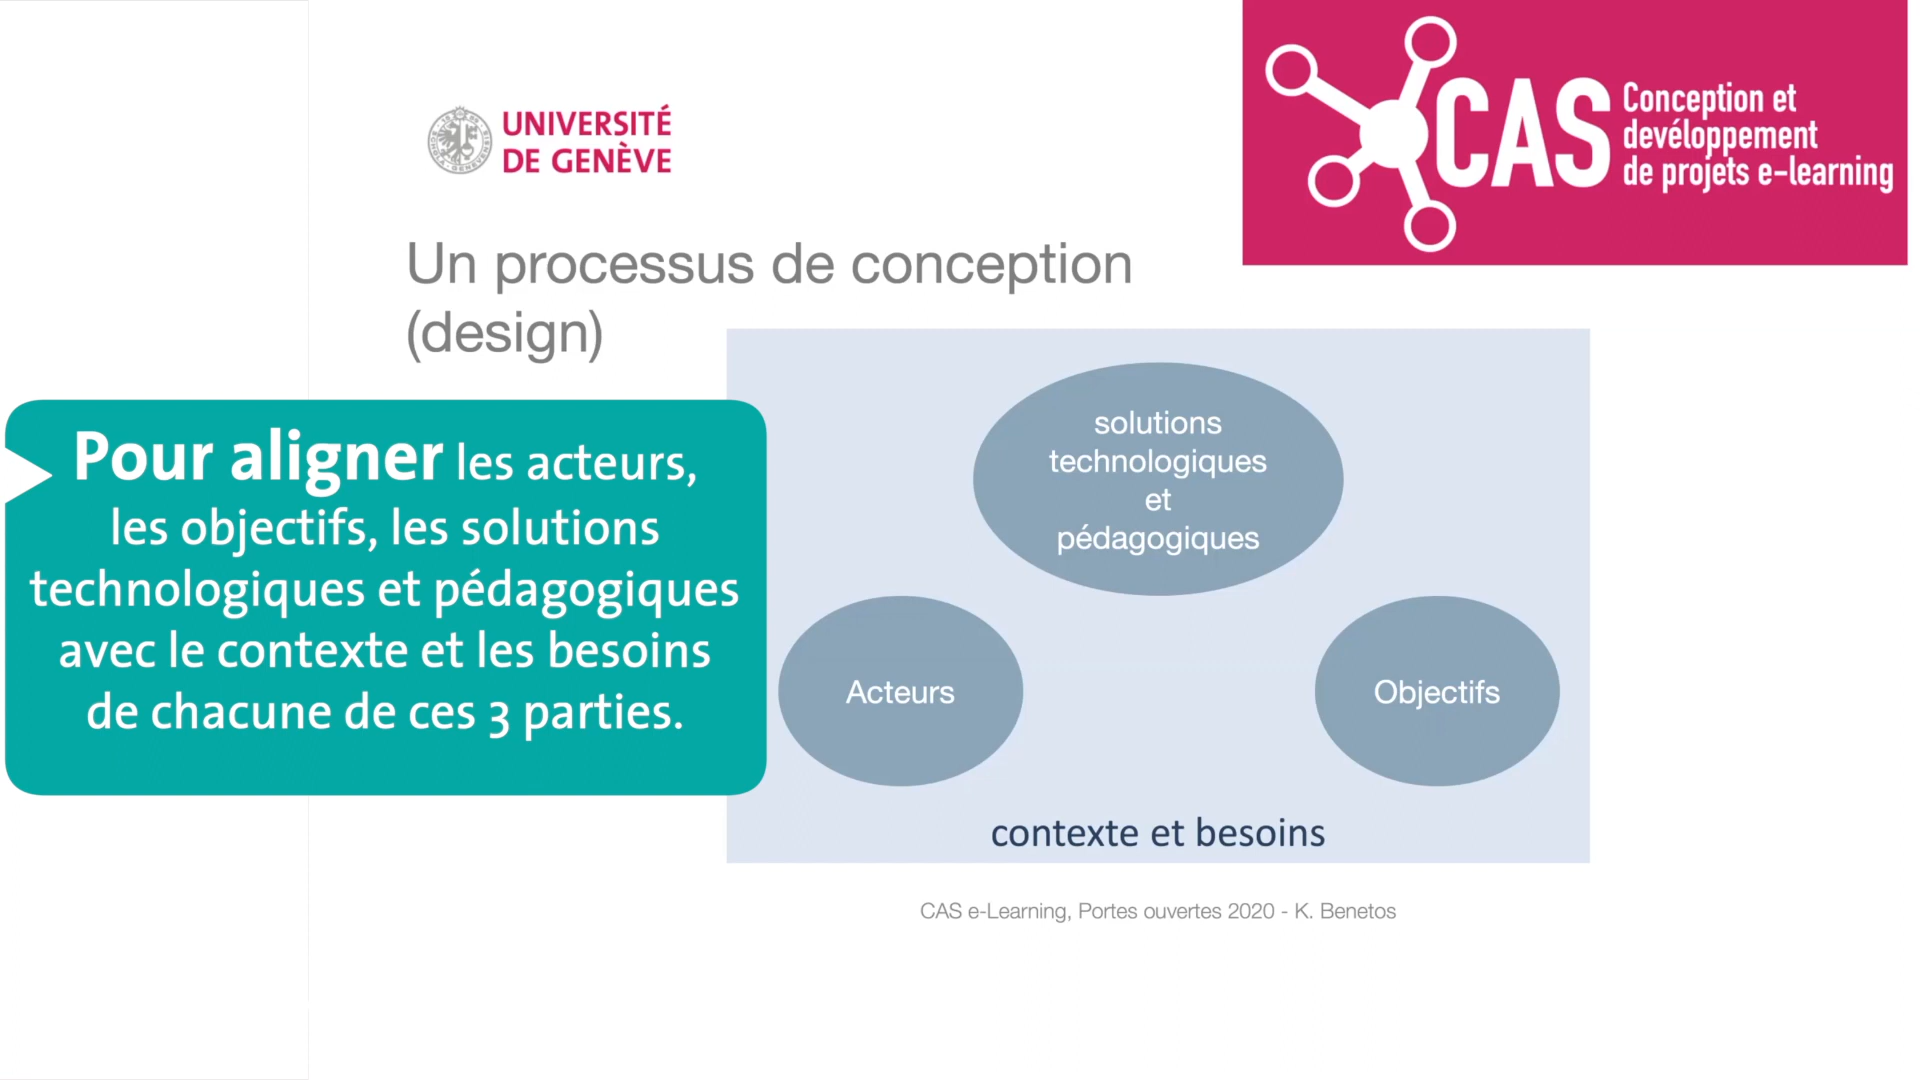 UNIVERSITÉ
DE GENÈVE
CAS
Conception et
devéloppement
de projets e-learning
Un processus de conception
(design)
Pour aligner les acteurs,
les objectifs, les solutions
technologiques et pédagogiques
avec le contexte et les besoins
de chacune de ces 3 parties.
solutions
technologiques
et
pédagogiques
Acteurs
Objectifs
contexte et besoins
CAS e-Learning, Portes ouvertes 2020 - K. Benetos